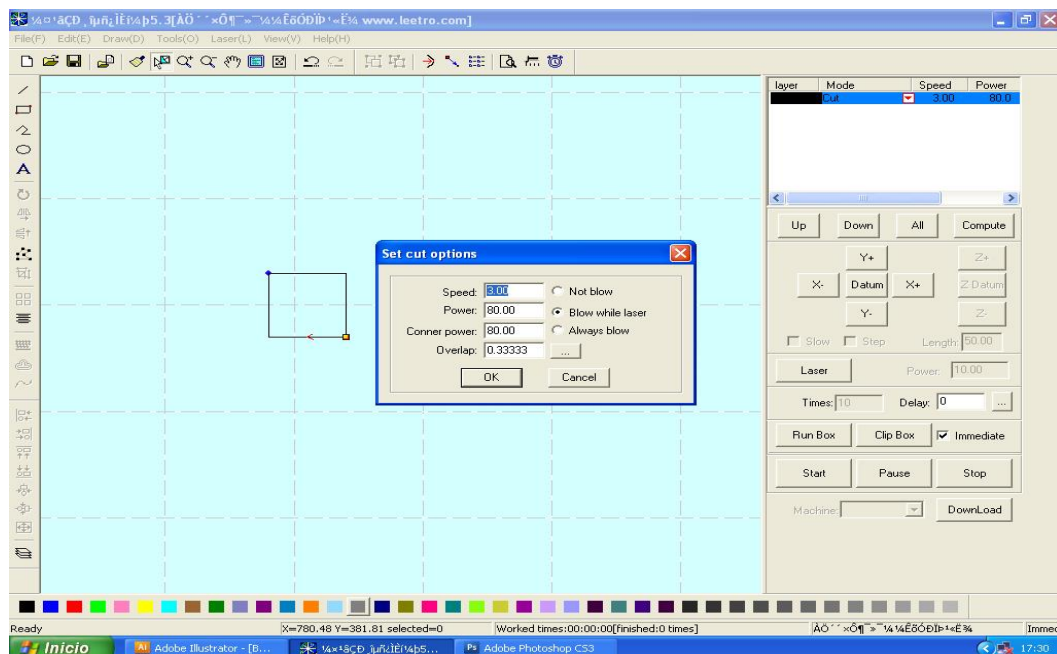 www.leetro.com]
File(F) Edit(E) Draw(D) Tools(O) Laser(L) View(V) Help(H)
layer Mode Speed Power
Cut 3.00 80.0
Up Down All Compute
Y+ Z+
X- Datum X+ Z-Datum
Y- Z-
Slow Step Length: 50.00
Laser Power: 10.00
Times: 10 Delay: 0 ...
Run Box Clip Box Immediate
Start Pause Stop
Machine: DownLoad
Set cut options
Speed: 3.00 Not blow
Power: 80.00 Blow while laser
Conner power: 80.00 Always blow
Overlap: 0.33333 ...
OK Cancel
Ready X=780.48 Y=381.81 selected=0 Worked times:00:00:00[finished:0 times] Immec
Inicio Adobe Illustrator - [B... Adobe Photoshop CS3 17:30